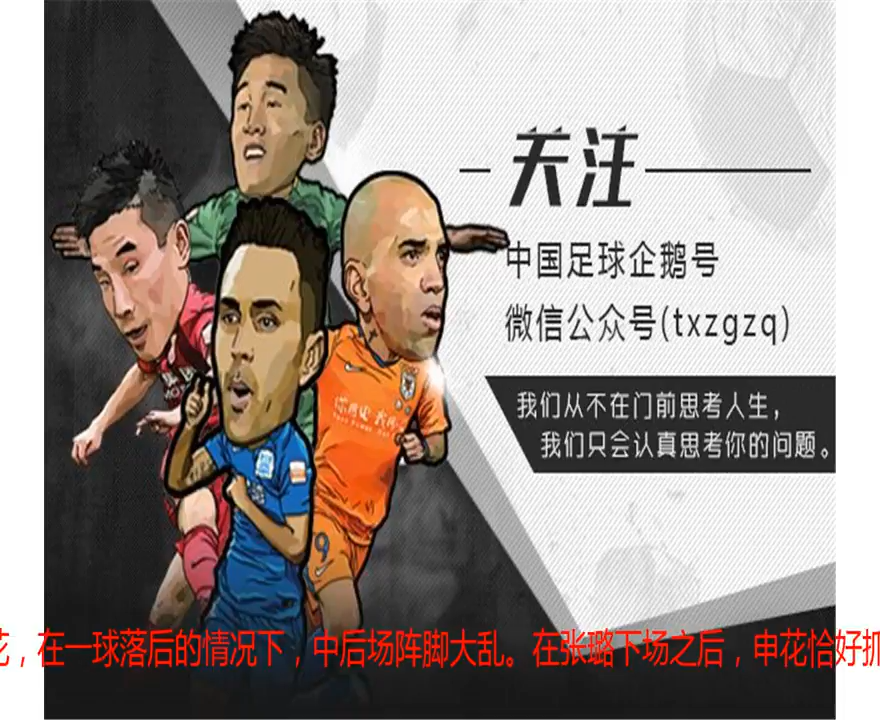 关注
中国足球企鹅号
微信公众号(txzgzq)
我们从不在门前思考人生，
我们只会认真思考你的问题。
9
花，在一球落后的情况下，中后场阵脚大乱。在张璐下场之后，申花恰好抓